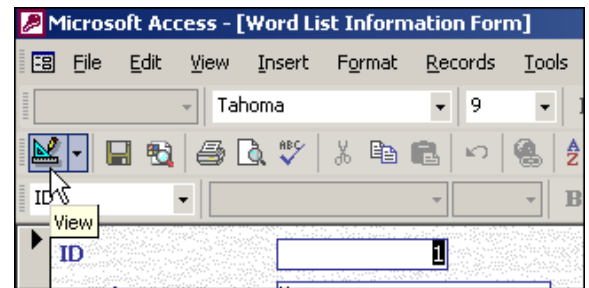 Microsoft Access - [Word List Information Form]
File Edit View Insert Format Records Tools
Tahoma 9
ABC A Z
ID B
View
ID 1